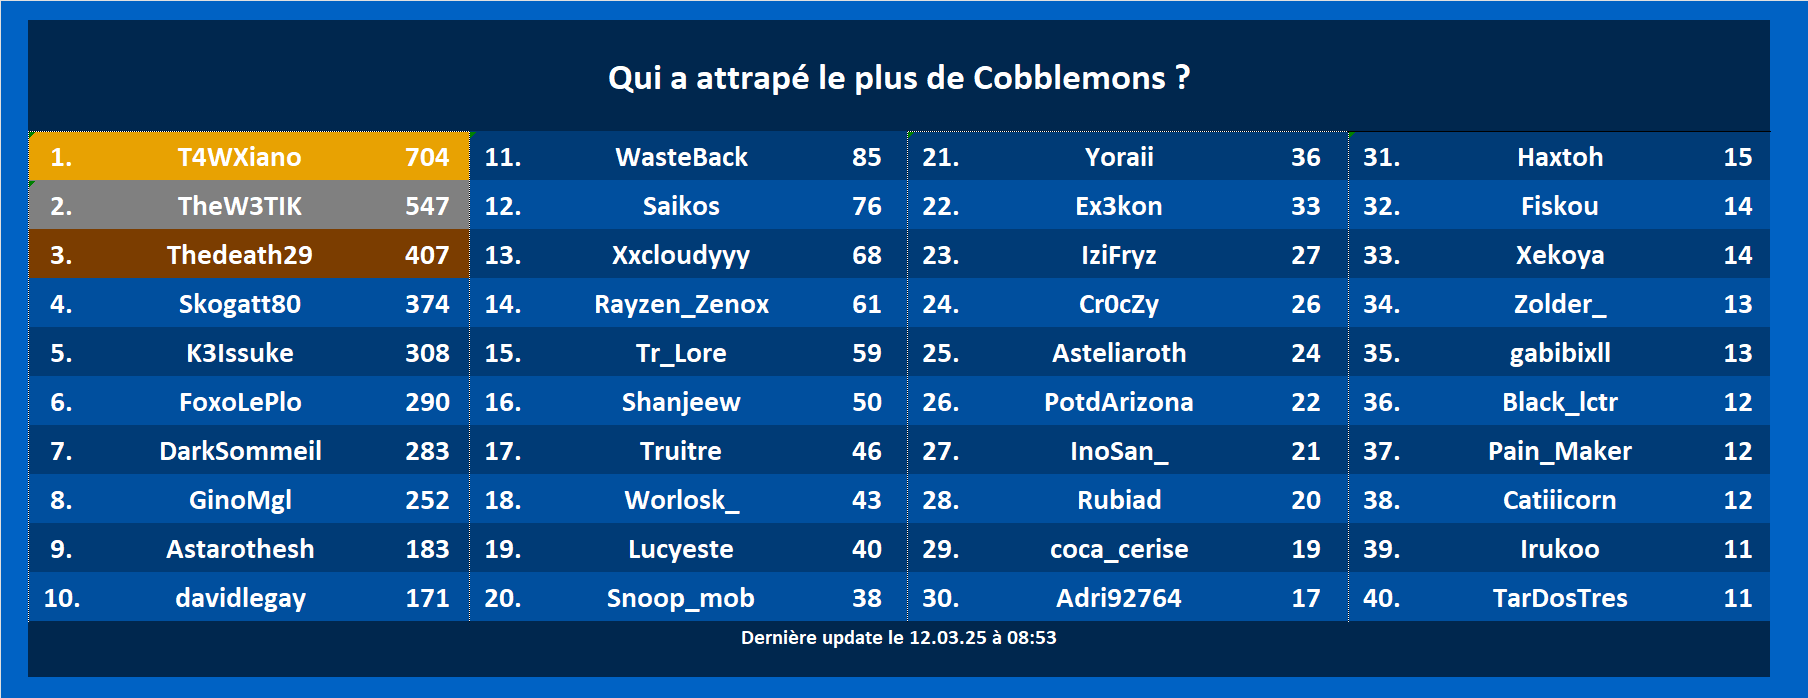 Qui a attrapé le plus de Cobblemons ?
1. T4WXiano 704 11. WasteBack 85 21. Yoraii 36 31. Haxtoh 15
2. TheW3TIK 547 12. Saikos 76 22. Ex3kon 33 32. Fiskou 14
3. Thedeath29 407 13. Xxcloudyyy 68 23. IziFryz 27 33. Xekoya 14
4. Skogatt80 374 14. Rayzen_Zenox 61 24. Cr0cZy 26 34. Zolder_ 13
5. K3Issuke 308 15. Tr_Lore 59 25. Asteliaroth 24 35. gabibixll 13
6. FoxoLePlo 290 16. Shanjeew 50 26. PotdArizona 22 36. Black_lctr 12
7. DarkSommeil 283 17. Truitre 46 27. InoSan_ 21 37. Pain_Maker 12
8. GinoMgl 252 18. Worlosk_ 43 28. Rubiad 20 38. Catiiicorn 12
9. Astarothesh 183 19. Lucyeste 40 29. coca_cerise 19 39. Irukoo 11
10. davidlegay 171 20. Snoop_mob 38 30. Adri92764 17 40. TarDosTres 11
Dernière update le 12.03.25 à 08:53